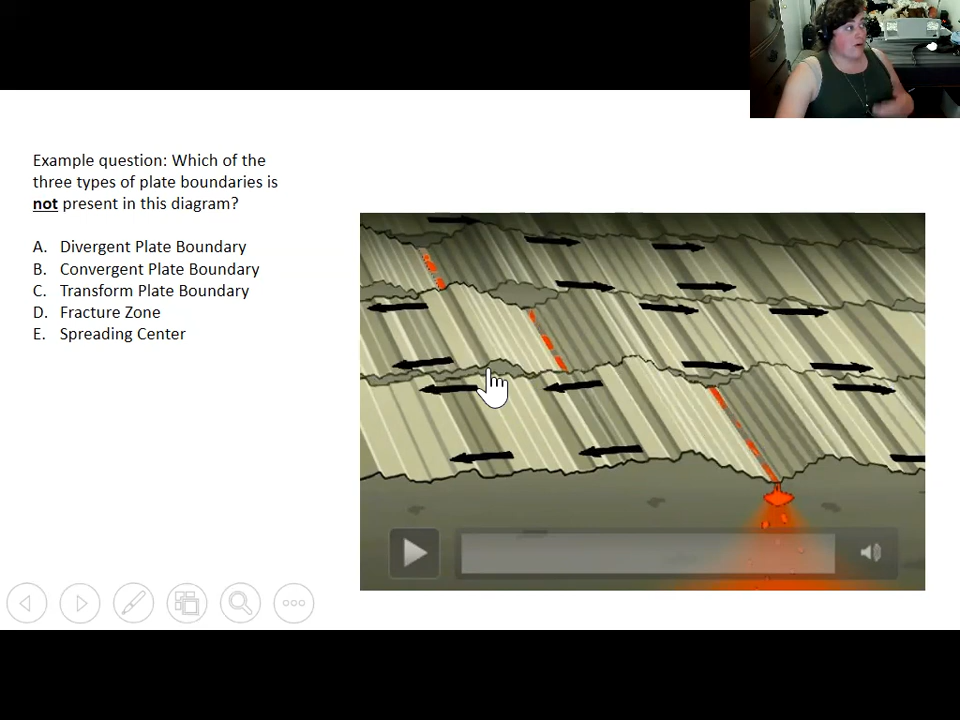 Example question: Which of the
three types of plate boundaries is
not present in this diagram?
A. Divergent Plate Boundary
B. Convergent Plate Boundary
C. Transform Plate Boundary
D. Fracture Zone
E. Spreading Center